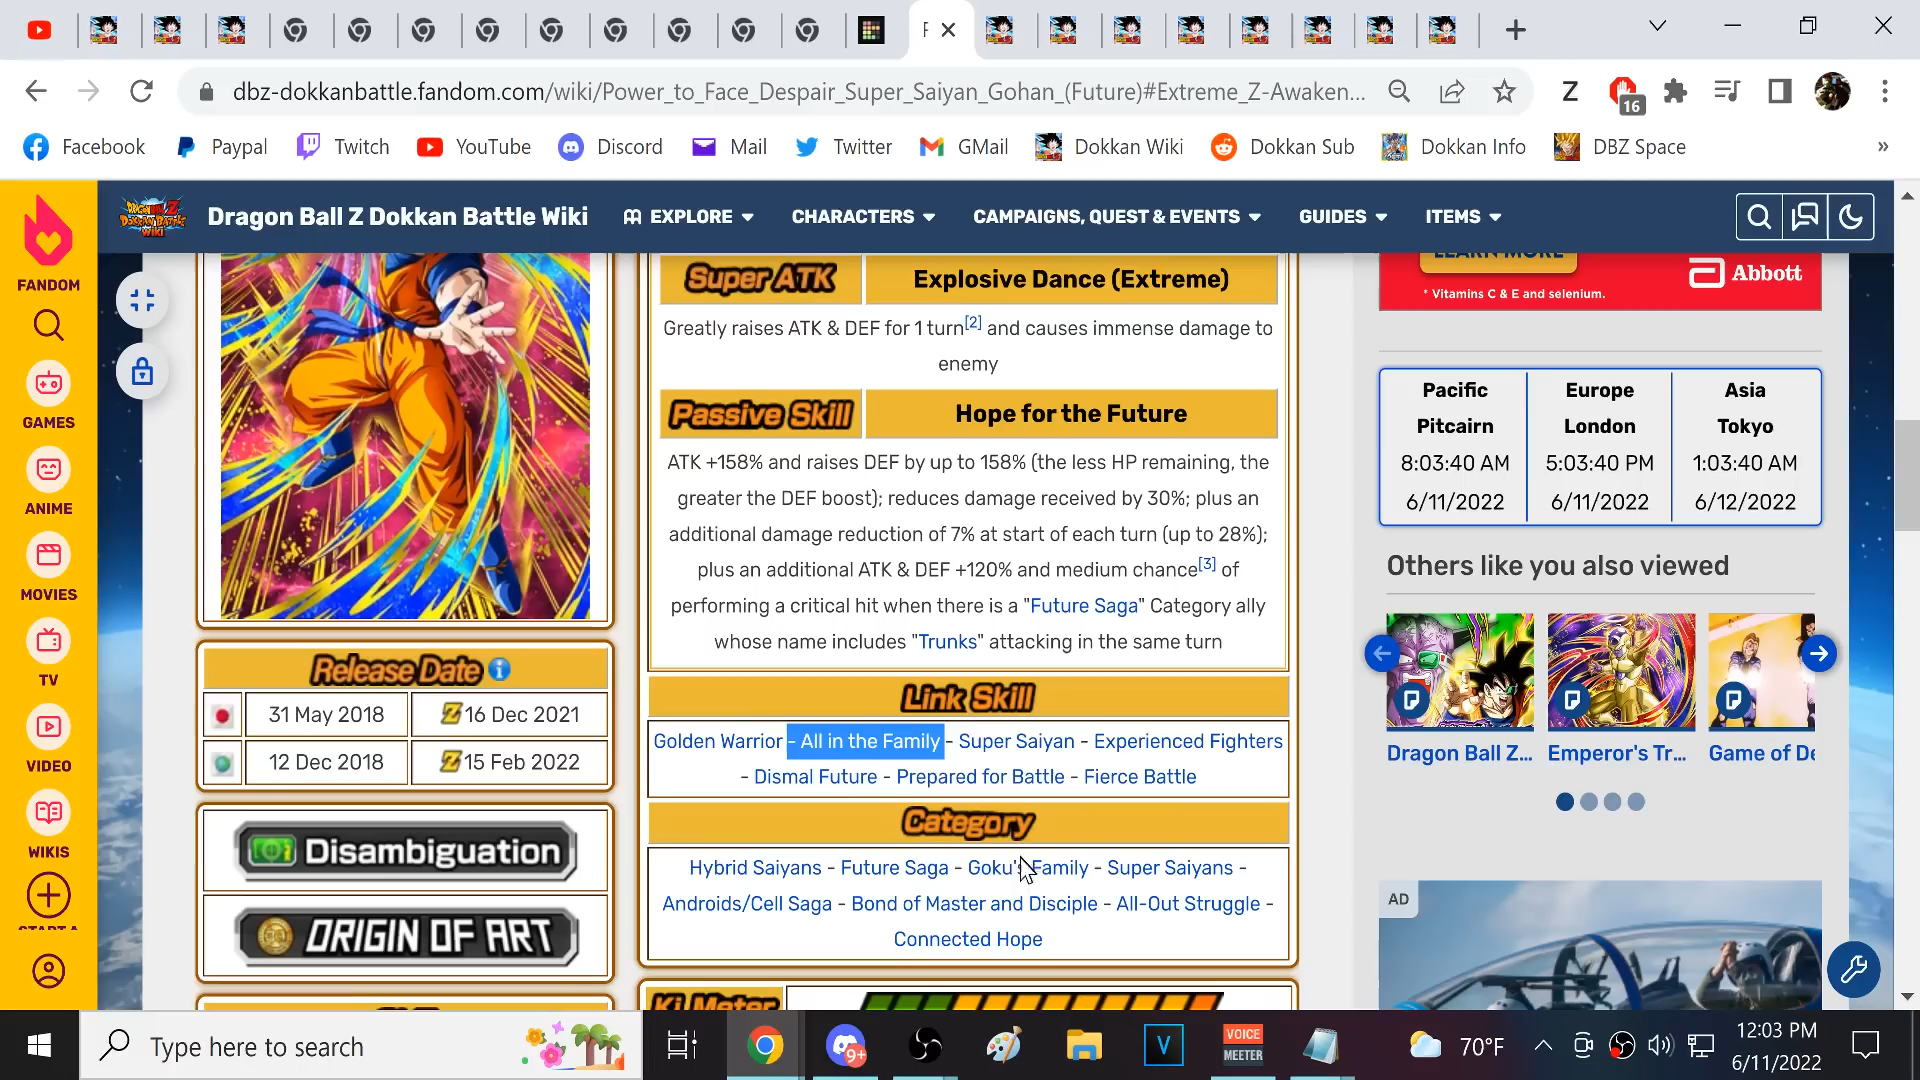 F
dbz-dokkanbattle.fandom.com/wiki/Power_to_Face_Despair_Super_Saiyan_Gohan_(Future)#Extreme_Z-Awaken...
Z
16
Facebook
Paypal
Twitch
YouTube
Discord
Mail
Twitter
GMail
Dokkan Wiki
Dokkan Sub
Dokkan Info
DBZ Space
»
Dragon Ball Z Dokkan Battle Wiki
EXPLORE
CHARACTERS
CAMPAIGNS, QUEST & EVENTS
GUIDES
ITEMS
FANDOM
GAMES
ANIME
MOVIES
TV
VIDEO
WIKIS
START A
Super ATK
Explosive Dance (Extreme)
Greatly raises ATK & DEF for 1 turn[2] and causes immense damage to
enemy
Passive Skill
Hope for the Future
ATK +158% and raises DEF by up to 158% (the less HP remaining, the
greater the DEF boost); reduces damage received by 30%; plus an
additional damage reduction of 7% at start of each turn (up to 28%);
plus an additional ATK & DEF +120% and medium chance[3] of
performing a critical hit when there is a "Future Saga" Category ally
whose name includes "Trunks" attacking in the same turn
Link Skill
Golden Warrior - All in the Family - Super Saiyan - Experienced Fighters
- Dismal Future - Prepared for Battle - Fierce Battle
Category
Hybrid Saiyans - Future Saga - Goku's Family - Super Saiyans -
Androids/Cell Saga - Bond of Master and Disciple - All-Out Struggle -
Connected Hope
Ki Meter
Release Date
31 May 2018
Z 16 Dec 2021
12 Dec 2018
Z 15 Feb 2022
Disambiguation
ORIGIN OF ART
LEARN MORE
Abbott
* Vitamins C & E and selenium.
Pacific
Pitcairn
8:03:40 AM
6/11/2022
Europe
London
5:03:40 PM
6/11/2022
Asia
Tokyo
1:03:40 AM
6/12/2022
Others like you also viewed
Dragon Ball Z...
Emperor's Tr...
Game of De
AD
Type here to search
9+
V
VOICE
MEETER
70°F
12:03 PM
6/11/2022